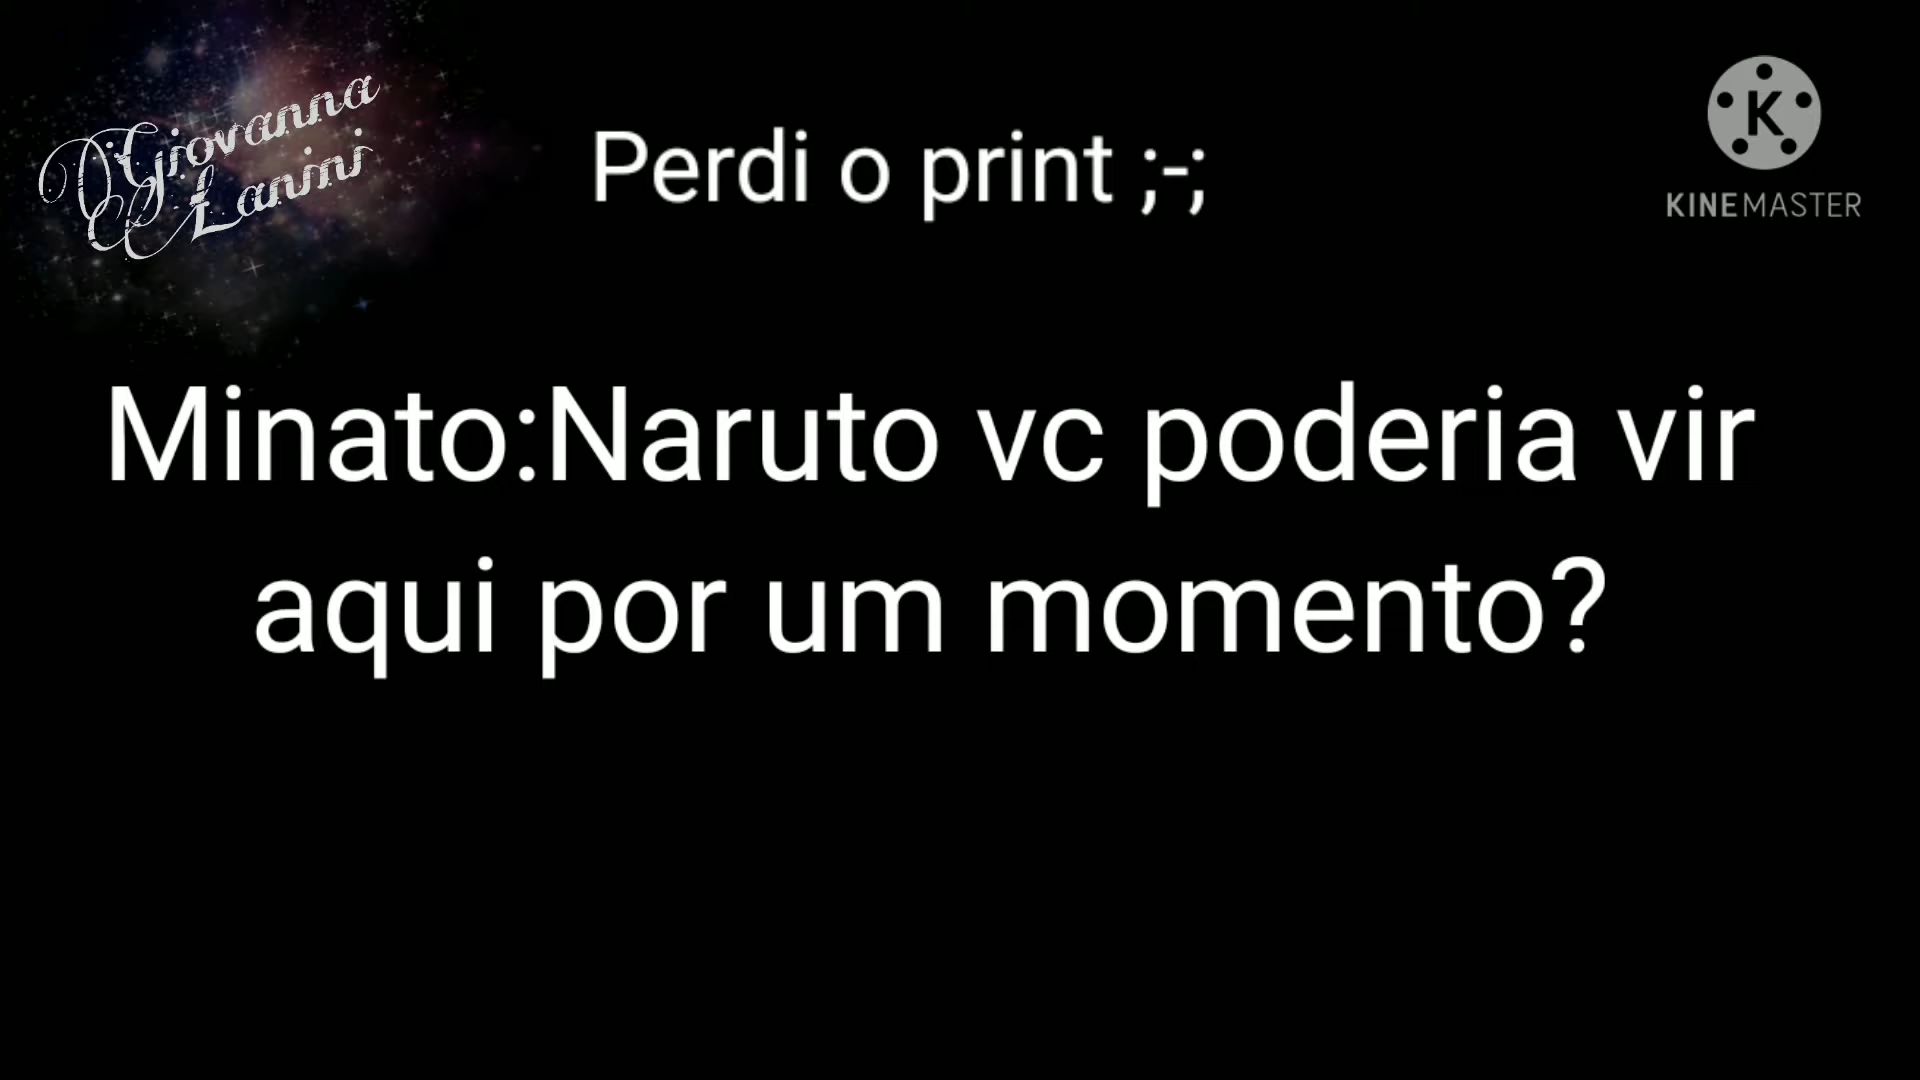 Giovanna
Lanini
Perdi o print ;-;
KINEMASTER
Minato:Naruto vc poderia vir
aqui por um momento?